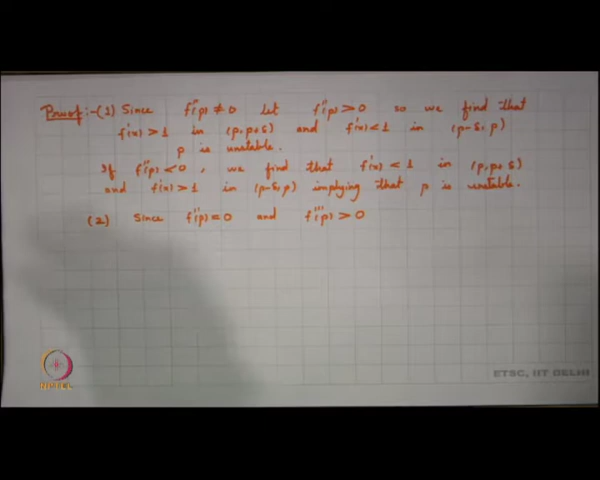 Proof:-(1) Since f''(p) ≠ 0 let f''(p) > 0 so we find that
f'(x) > 1 in (p, p+δ) and f'(x) < 1 in (p-δ, p)
p is unstable.
If f''(p) < 0, we find that f'(x) < 1 in (p, p+δ)
and f'(x) > 1 in (p-δ, p) implying that p is unstable.
(2) Since f''(p) = 0 and f'''(p) > 0
NPTEL
ETSC, IIT DELHI